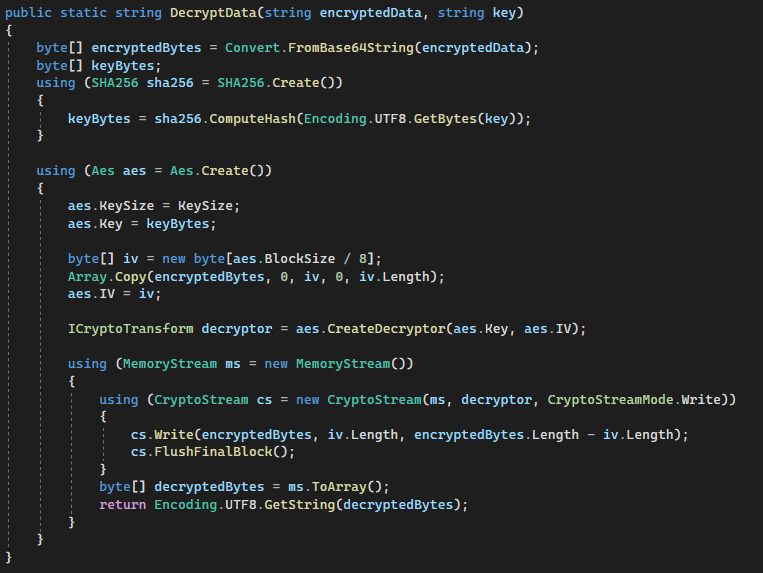 public static string DecryptData(string encryptedData, string key)
{
    byte[] encryptedBytes = Convert.FromBase64String(encryptedData);
    byte[] keyBytes;
    using (SHA256 sha256 = SHA256.Create())
    {
        keyBytes = sha256.ComputeHash(Encoding.UTF8.GetBytes(key));
    }

    using (Aes aes = Aes.Create())
    {
        aes.KeySize = KeySize;
        aes.Key = keyBytes;

        byte[] iv = new byte[aes.BlockSize / 8];
        Array.Copy(encryptedBytes, 0, iv, 0, iv.Length);
        aes.IV = iv;

        ICryptoTransform decryptor = aes.CreateDecryptor(aes.Key, aes.IV);

        using (MemoryStream ms = new MemoryStream())
        {
            using (CryptoStream cs = new CryptoStream(ms, decryptor, CryptoStreamMode.Write))
            {
                cs.Write(encryptedBytes, iv.Length, encryptedBytes.Length - iv.Length);
                cs.FlushFinalBlock();
            }
            byte[] decryptedBytes = ms.ToArray();
            return Encoding.UTF8.GetString(decryptedBytes);
        }
    }
}